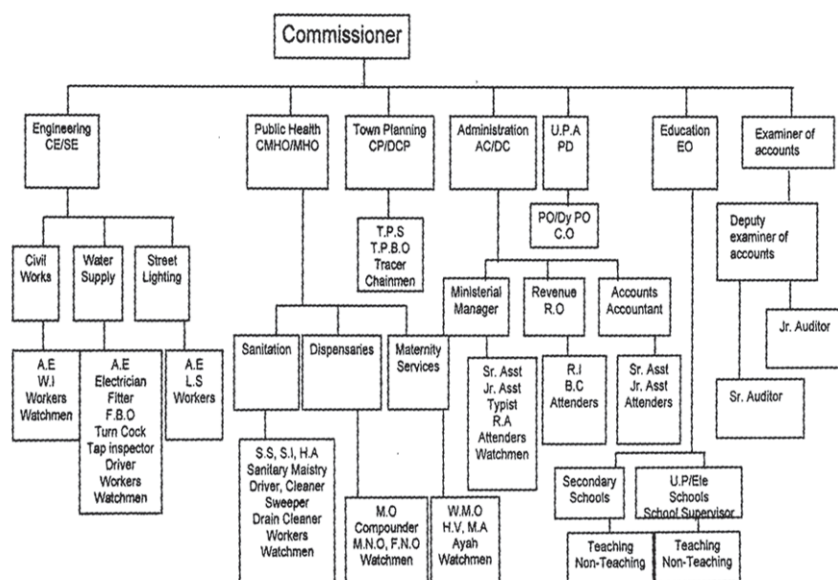 Commissioner
Engineering
CE/SE
Public Health
CMHO/MHO
Town Planning
CP/DCP
Administration
AC/DC
U.P.A
PD
Education
EO
Examiner of
accounts
Civil
Works
Water
Supply
Street
Lighting
T.P.S
T.P.B.O
Tracer
Chainmen
PO/Dy PO
C.O
Deputy
examiner of
accounts
Ministerial
Manager
Revenue
R.O
Accounts
Accountant
Jr. Auditor
Sr. Auditor
Sanitation
Dispensaries
Maternity
Services
A.E
W.I
Workers
Watchmen
A.E
Electrician
Fitter
F.B.O
Turn Cock
Tap inspector
Driver
Workers
Watchmen
A.E
L.S
Workers
Sr. Asst
Jr. Asst
Typist
R.A
Attenders
Watchmen
R.I
B.C
Attenders
Sr. Asst
Jr. Asst
Attenders
S.S, S.I, H.A
Sanitary Maistry
Driver, Cleaner
Sweeper
Drain Cleaner
Workers
Watchmen
M.O
Compounder
M.N.O, F.N.O
Watchmen
W.M.O
H.V, M.A
Ayah
Watchmen
Secondary
Schools
U.P/Ele
Schools
School Supervisor
Teaching
Non-Teaching
Teaching
Non-Teaching